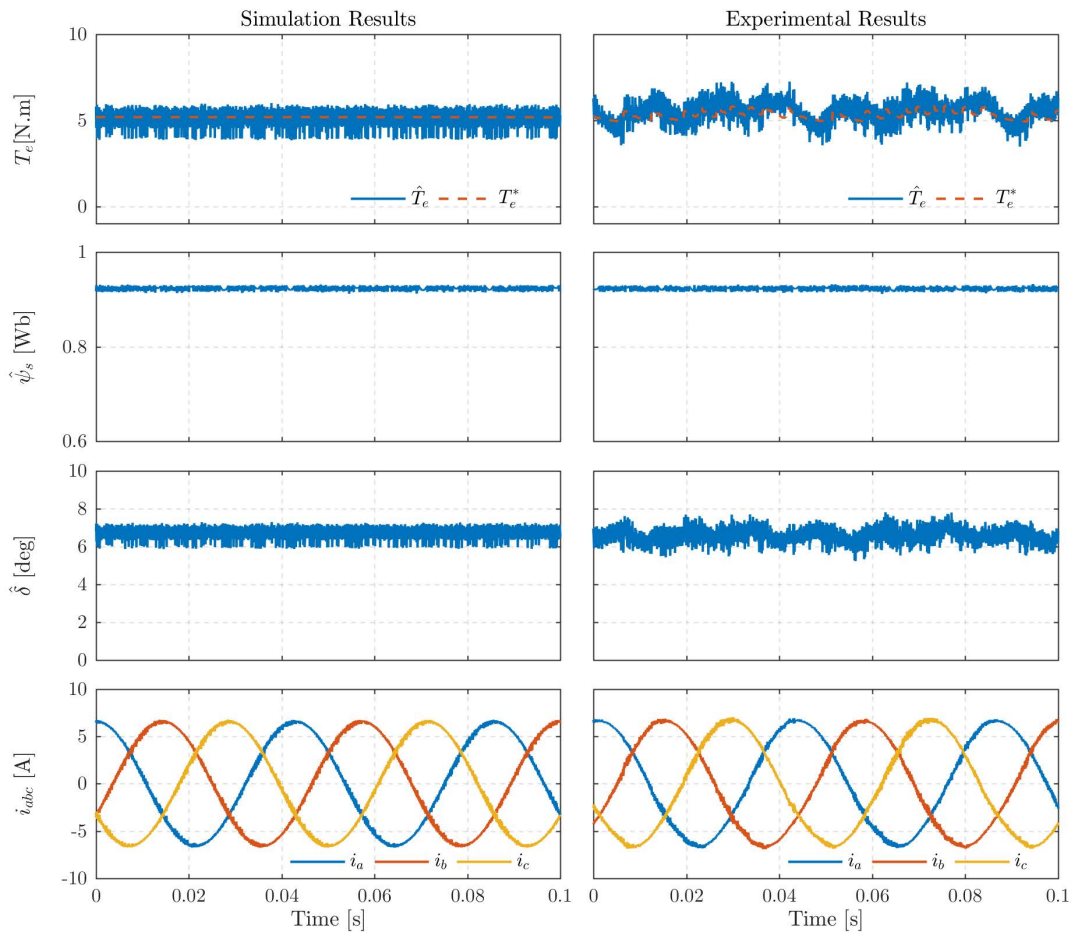 Simulation Results
Experimental Results
10
5
0
T_e[N.m]
T̂_e T_e^*
T̂_e T_e^*
1
0.8
0.6
ψ̂_s [Wb]
10
8
6
4
2
0
δ̂ [deg]
10
5
0
-5
-10
i_abc [A]
i_a i_b i_c
i_a i_b i_c
0 0.02 0.04 0.06 0.08 0.1
0 0.02 0.04 0.06 0.08 0.1
Time [s]
Time [s]